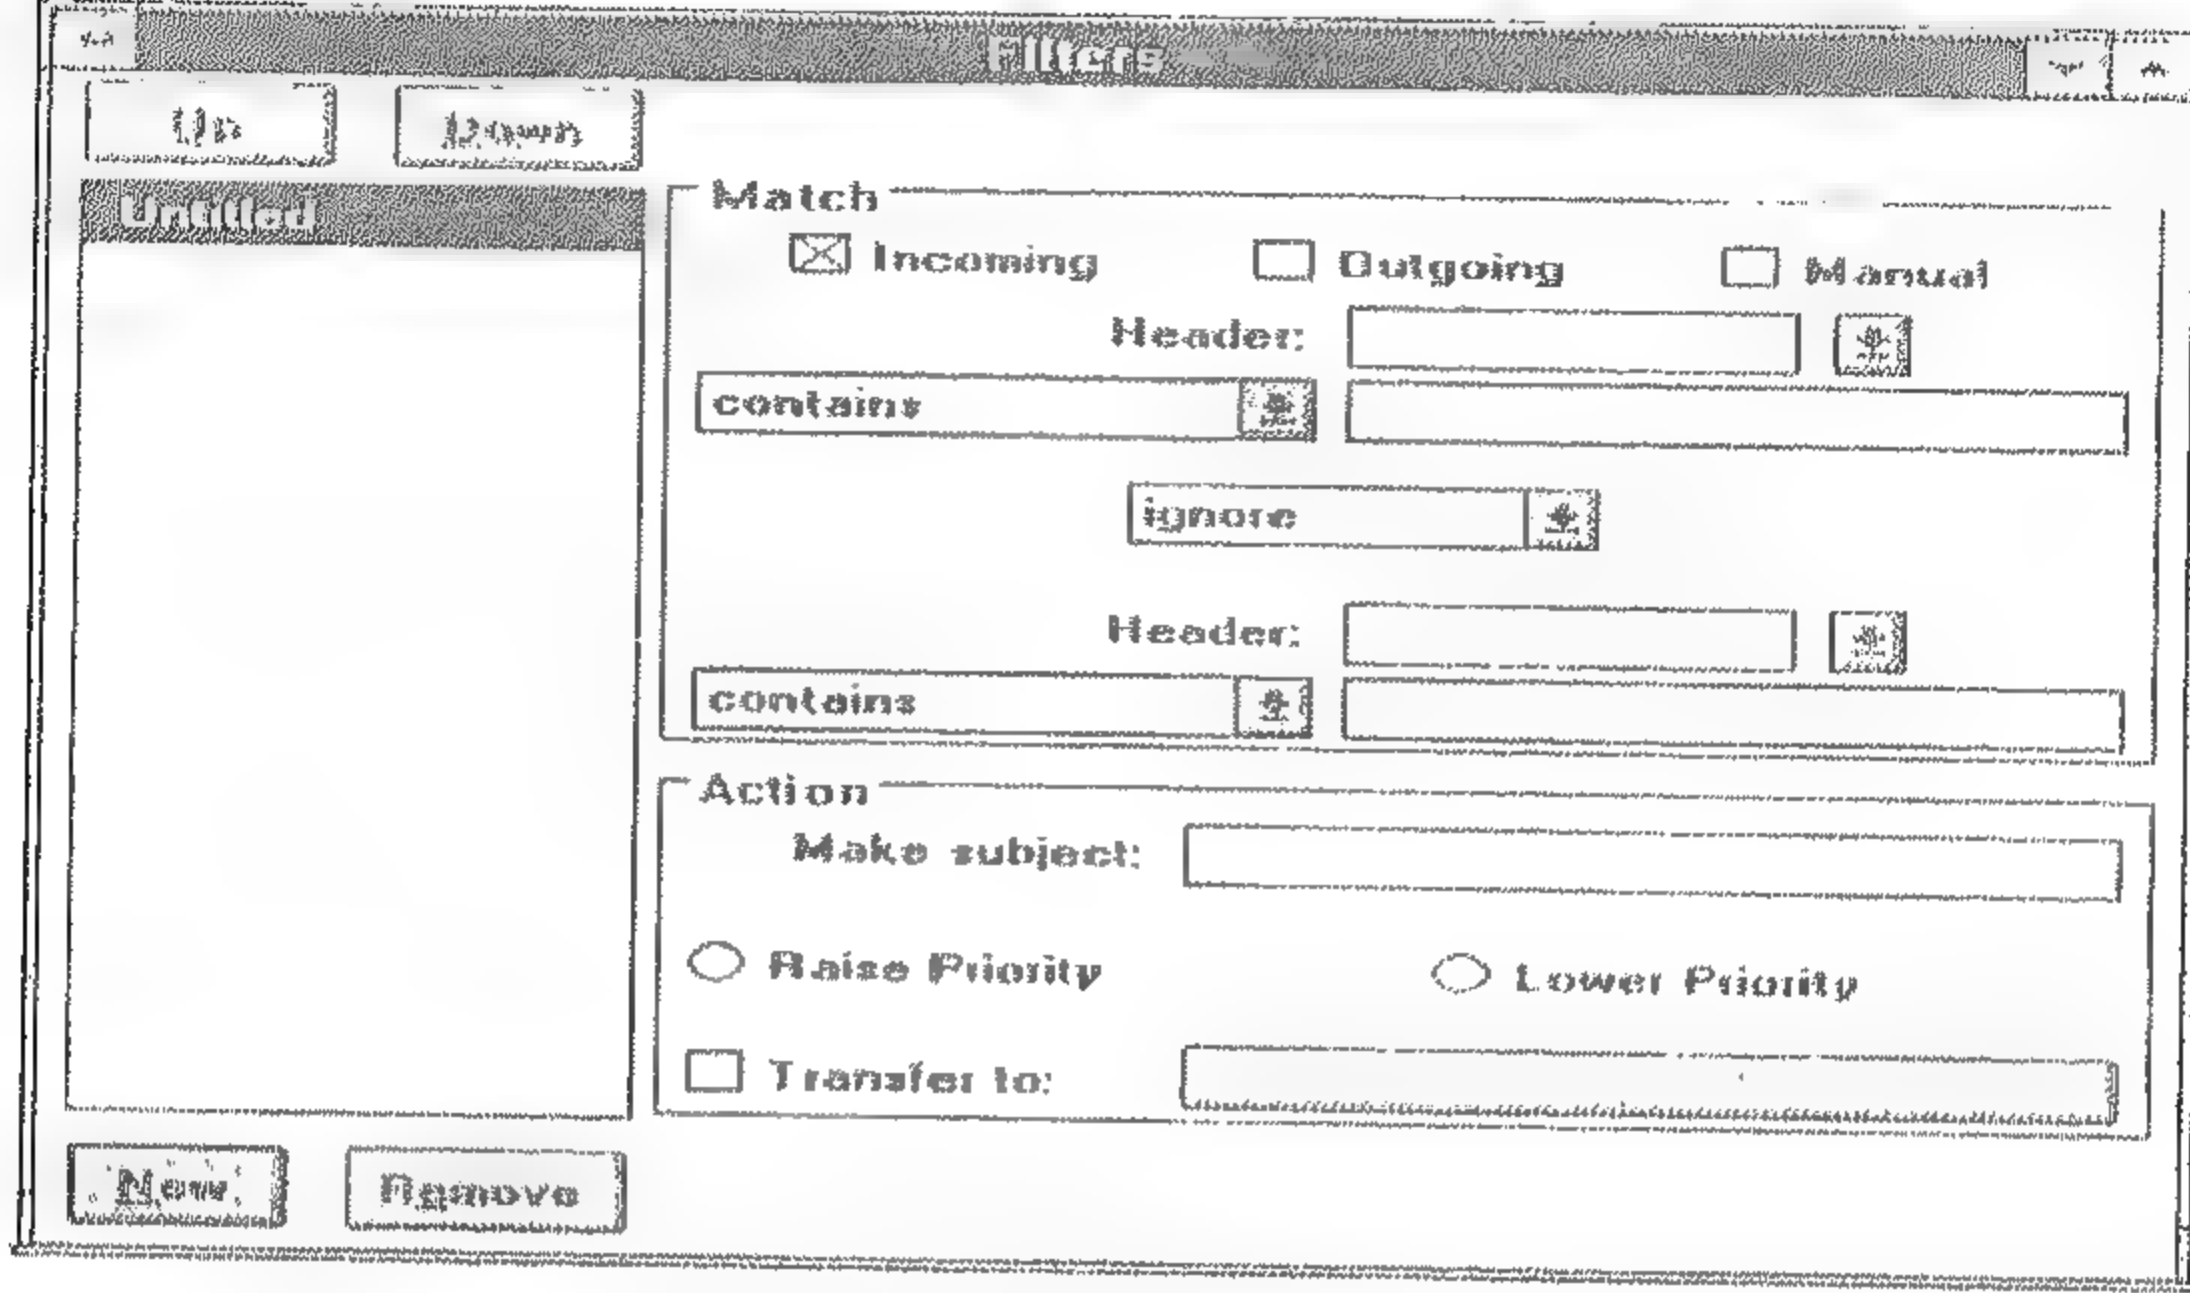 Filters
Up Down
Untitled
Match
Incoming Outgoing Manual
Header:
contains
ignore
Header:
contains
Action
Make subject:
Raise Priority Lower Priority
Transfer to:
New Remove